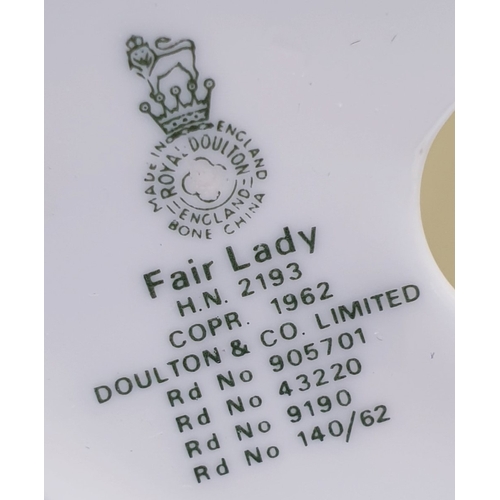 MADE IN ENGLAND
ROYAL DOULTON
ENGLAND
BONE CHINA
Fair Lady
H.N. 2193
COPR. 1962
DOULTON & CO. LIMITED
Rd No 905701
Rd No 43220
Rd No 9190
Rd No 140/62